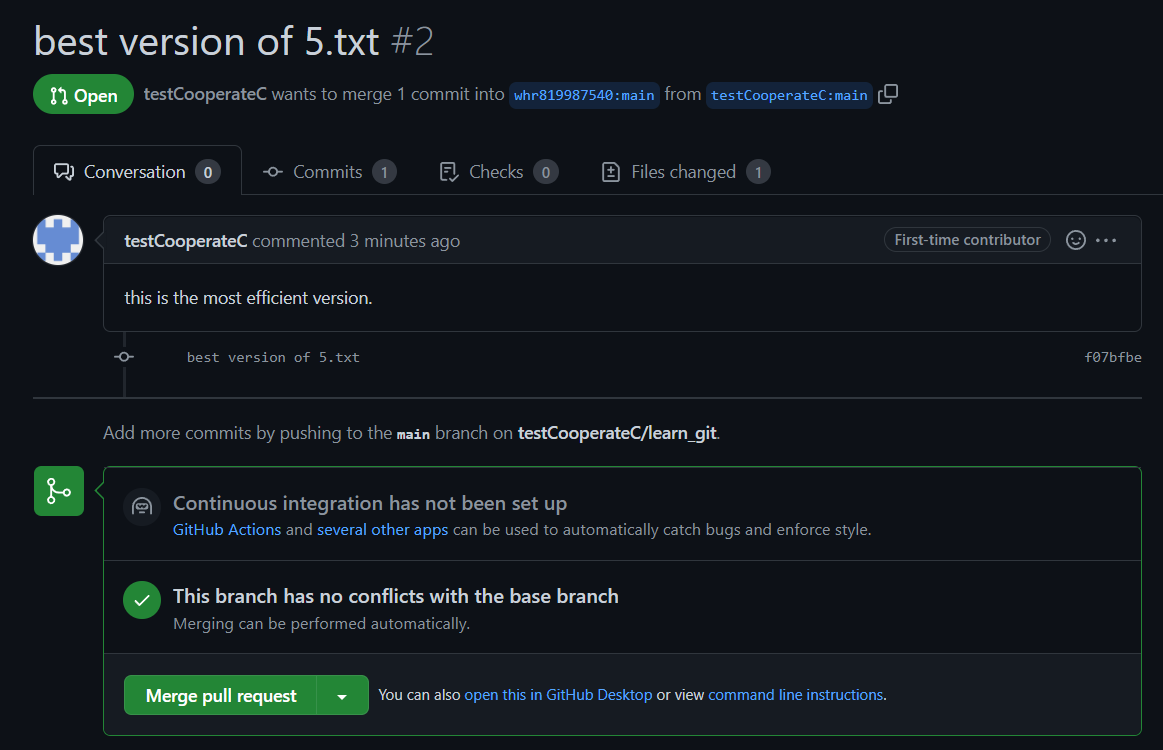 best version of 5.txt #2
Open testCooperateC wants to merge 1 commit into whr819987540:main from testCooperateC:main
Conversation 0 Commits 1 Checks 0 Files changed 1
testCooperateC commented 3 minutes ago First-time contributor
this is the most efficient version.
best version of 5.txt f07bfbe
Add more commits by pushing to the main branch on testCooperateC/learn_git.
Continuous integration has not been set up
GitHub Actions and several other apps can be used to automatically catch bugs and enforce style.
This branch has no conflicts with the base branch
Merging can be performed automatically.
Merge pull request You can also open this in GitHub Desktop or view command line instructions.